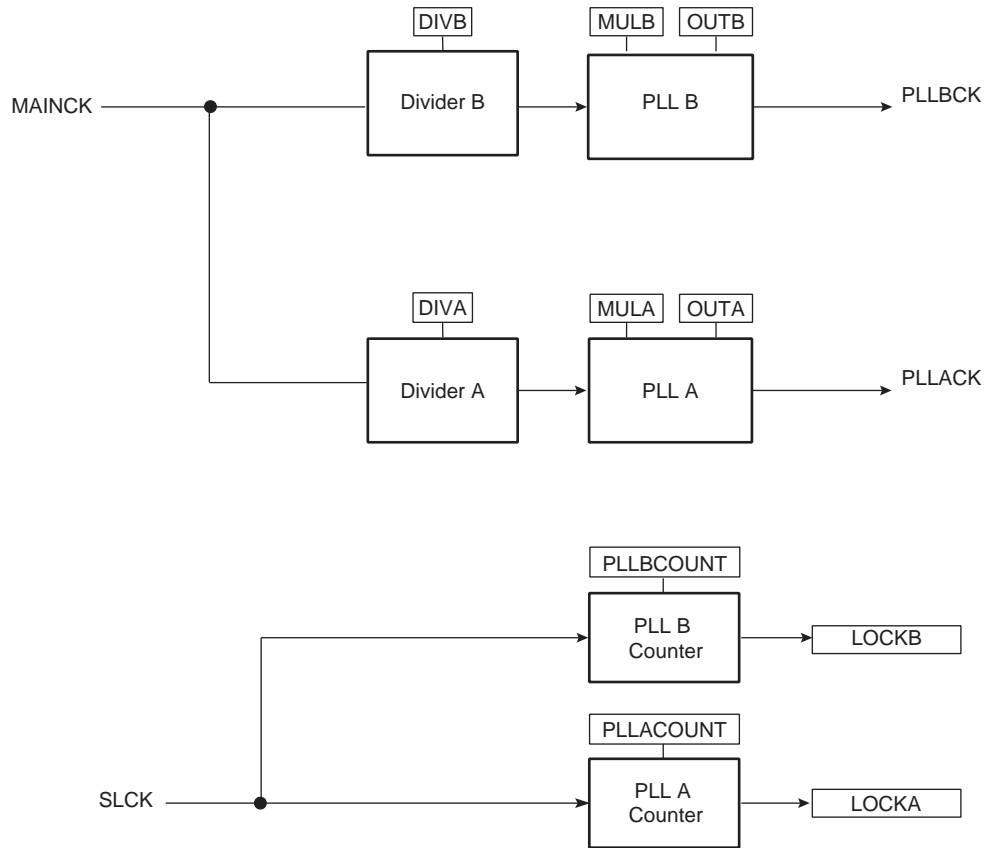 DIVB
MULB
OUTB
MAINCK
Divider B
PLL B
PLLBCK
DIVA
MULA
OUTA
Divider A
PLL A
PLLACK
PLLBCOUNT
PLL B
Counter
LOCKB
PLLACOUNT
SLCK
PLL A
Counter
LOCKA